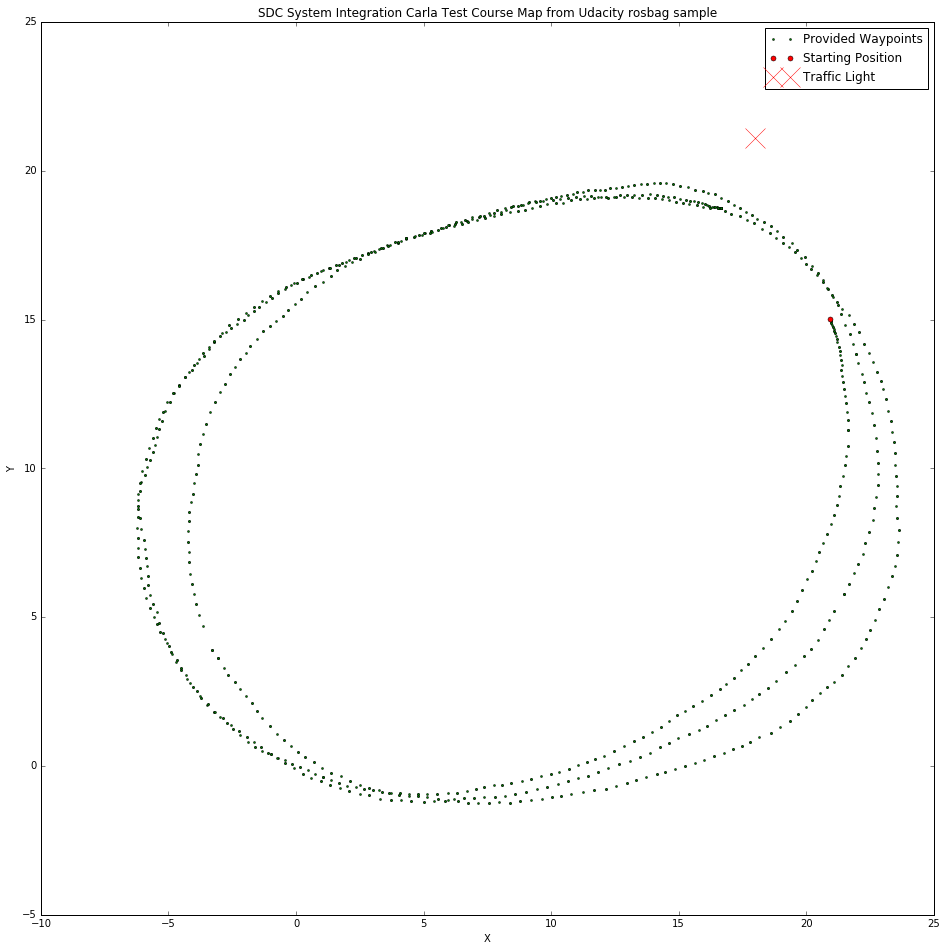 SDC System Integration Carla Test Course Map from Udacity rosbag sample
25
Provided Waypoints
Starting Position
Traffic Light
20
15
10
5
0
−5
Y
−10
−5
0
5
10
15
20
25
X